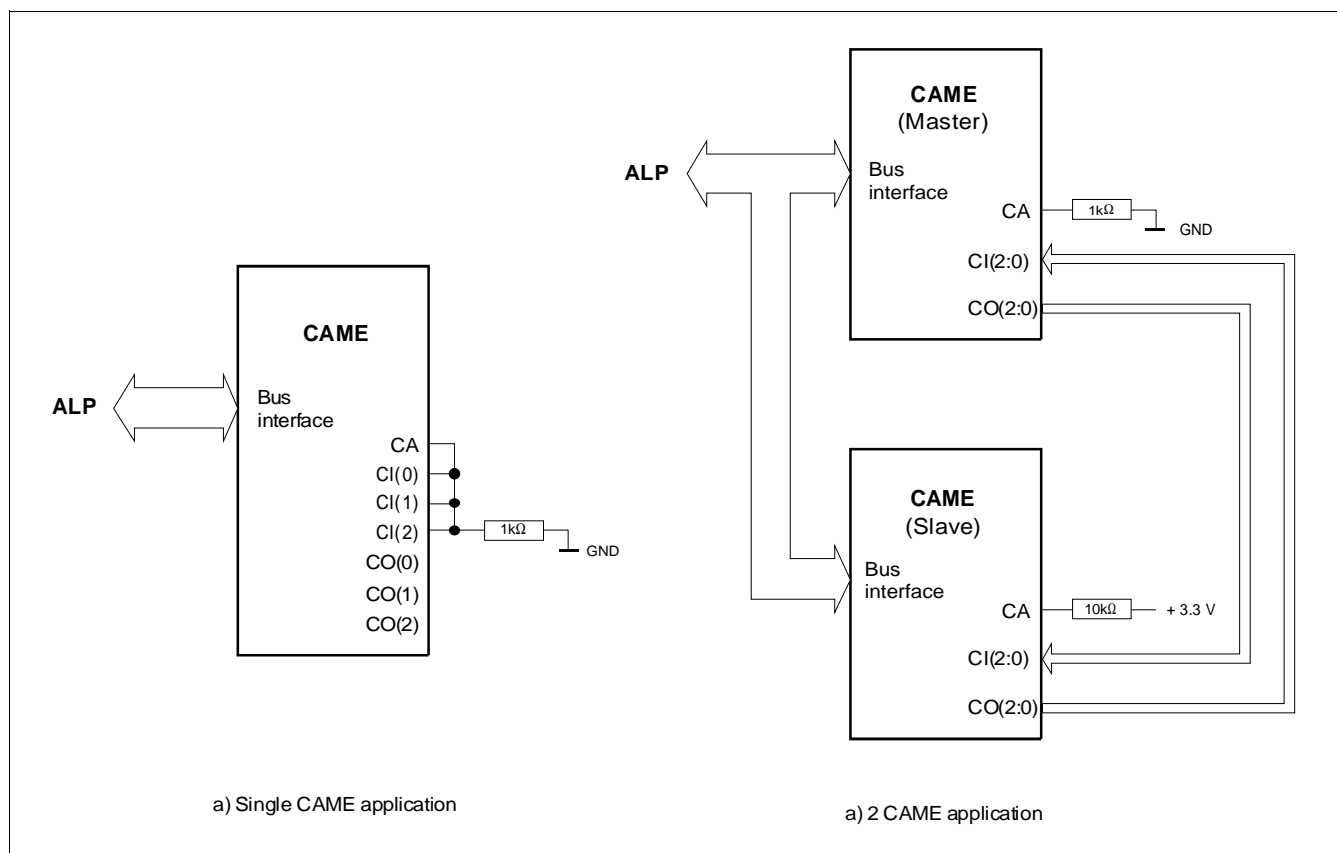 CAME
ALP
Bus
interface
CA
CI(0)
CI(1)
CI(2)
CO(0)
CO(1)
CO(2)
1kΩ
GND
a) Single CAME application
CAME
(Master)
ALP
Bus
interface
CA
1kΩ
GND
CI(2:0)
CO(2:0)
CAME
(Slave)
Bus
interface
CA
10kΩ
+ 3.3 V
CI(2:0)
CO(2:0)
a) 2 CAME application